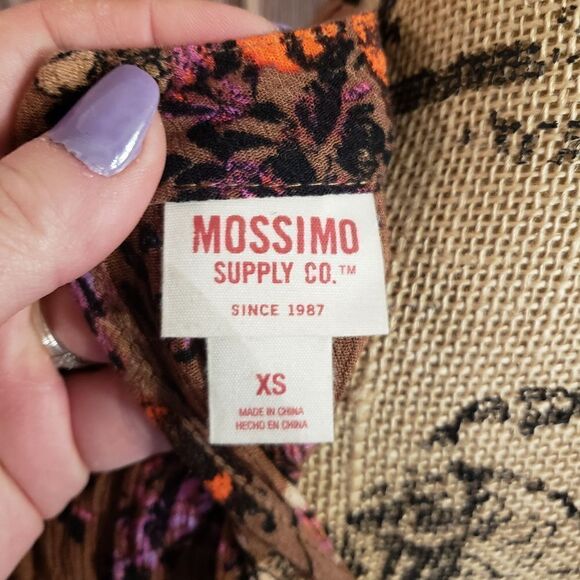 MOSSIMO
SUPPLY CO.™
SINCE 1987
XS
MADE IN CHINA
HECHO EN CHINA